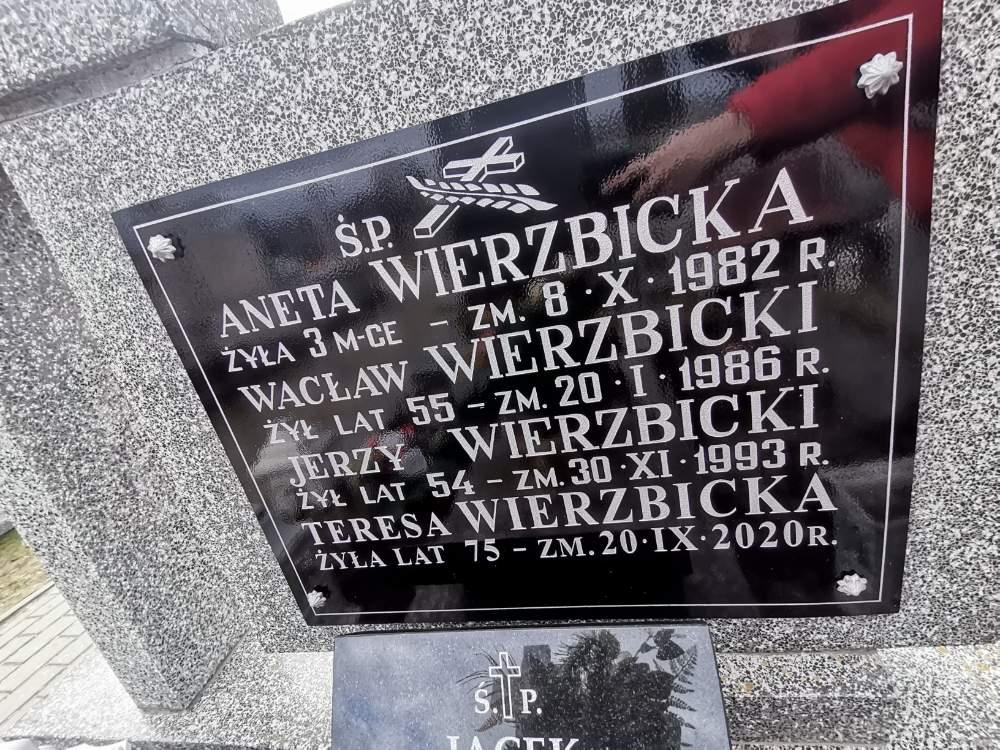 Ś.P.
ANETA WIERZBICKA
ŻYŁA 3 M-CE - ZM. 8·X·1982 R.
WACŁAW WIERZBICKI
ŻYŁ LAT 55 - ZM. 20·I·1986 R.
JERZY WIERZBICKI
ŻYŁ LAT 54 - ZM. 30·XI·1993 R.
TERESA WIERZBICKA
ŻYŁA LAT 75 - ZM. 20·IX·2020 R.
Ś. P.
JACEK